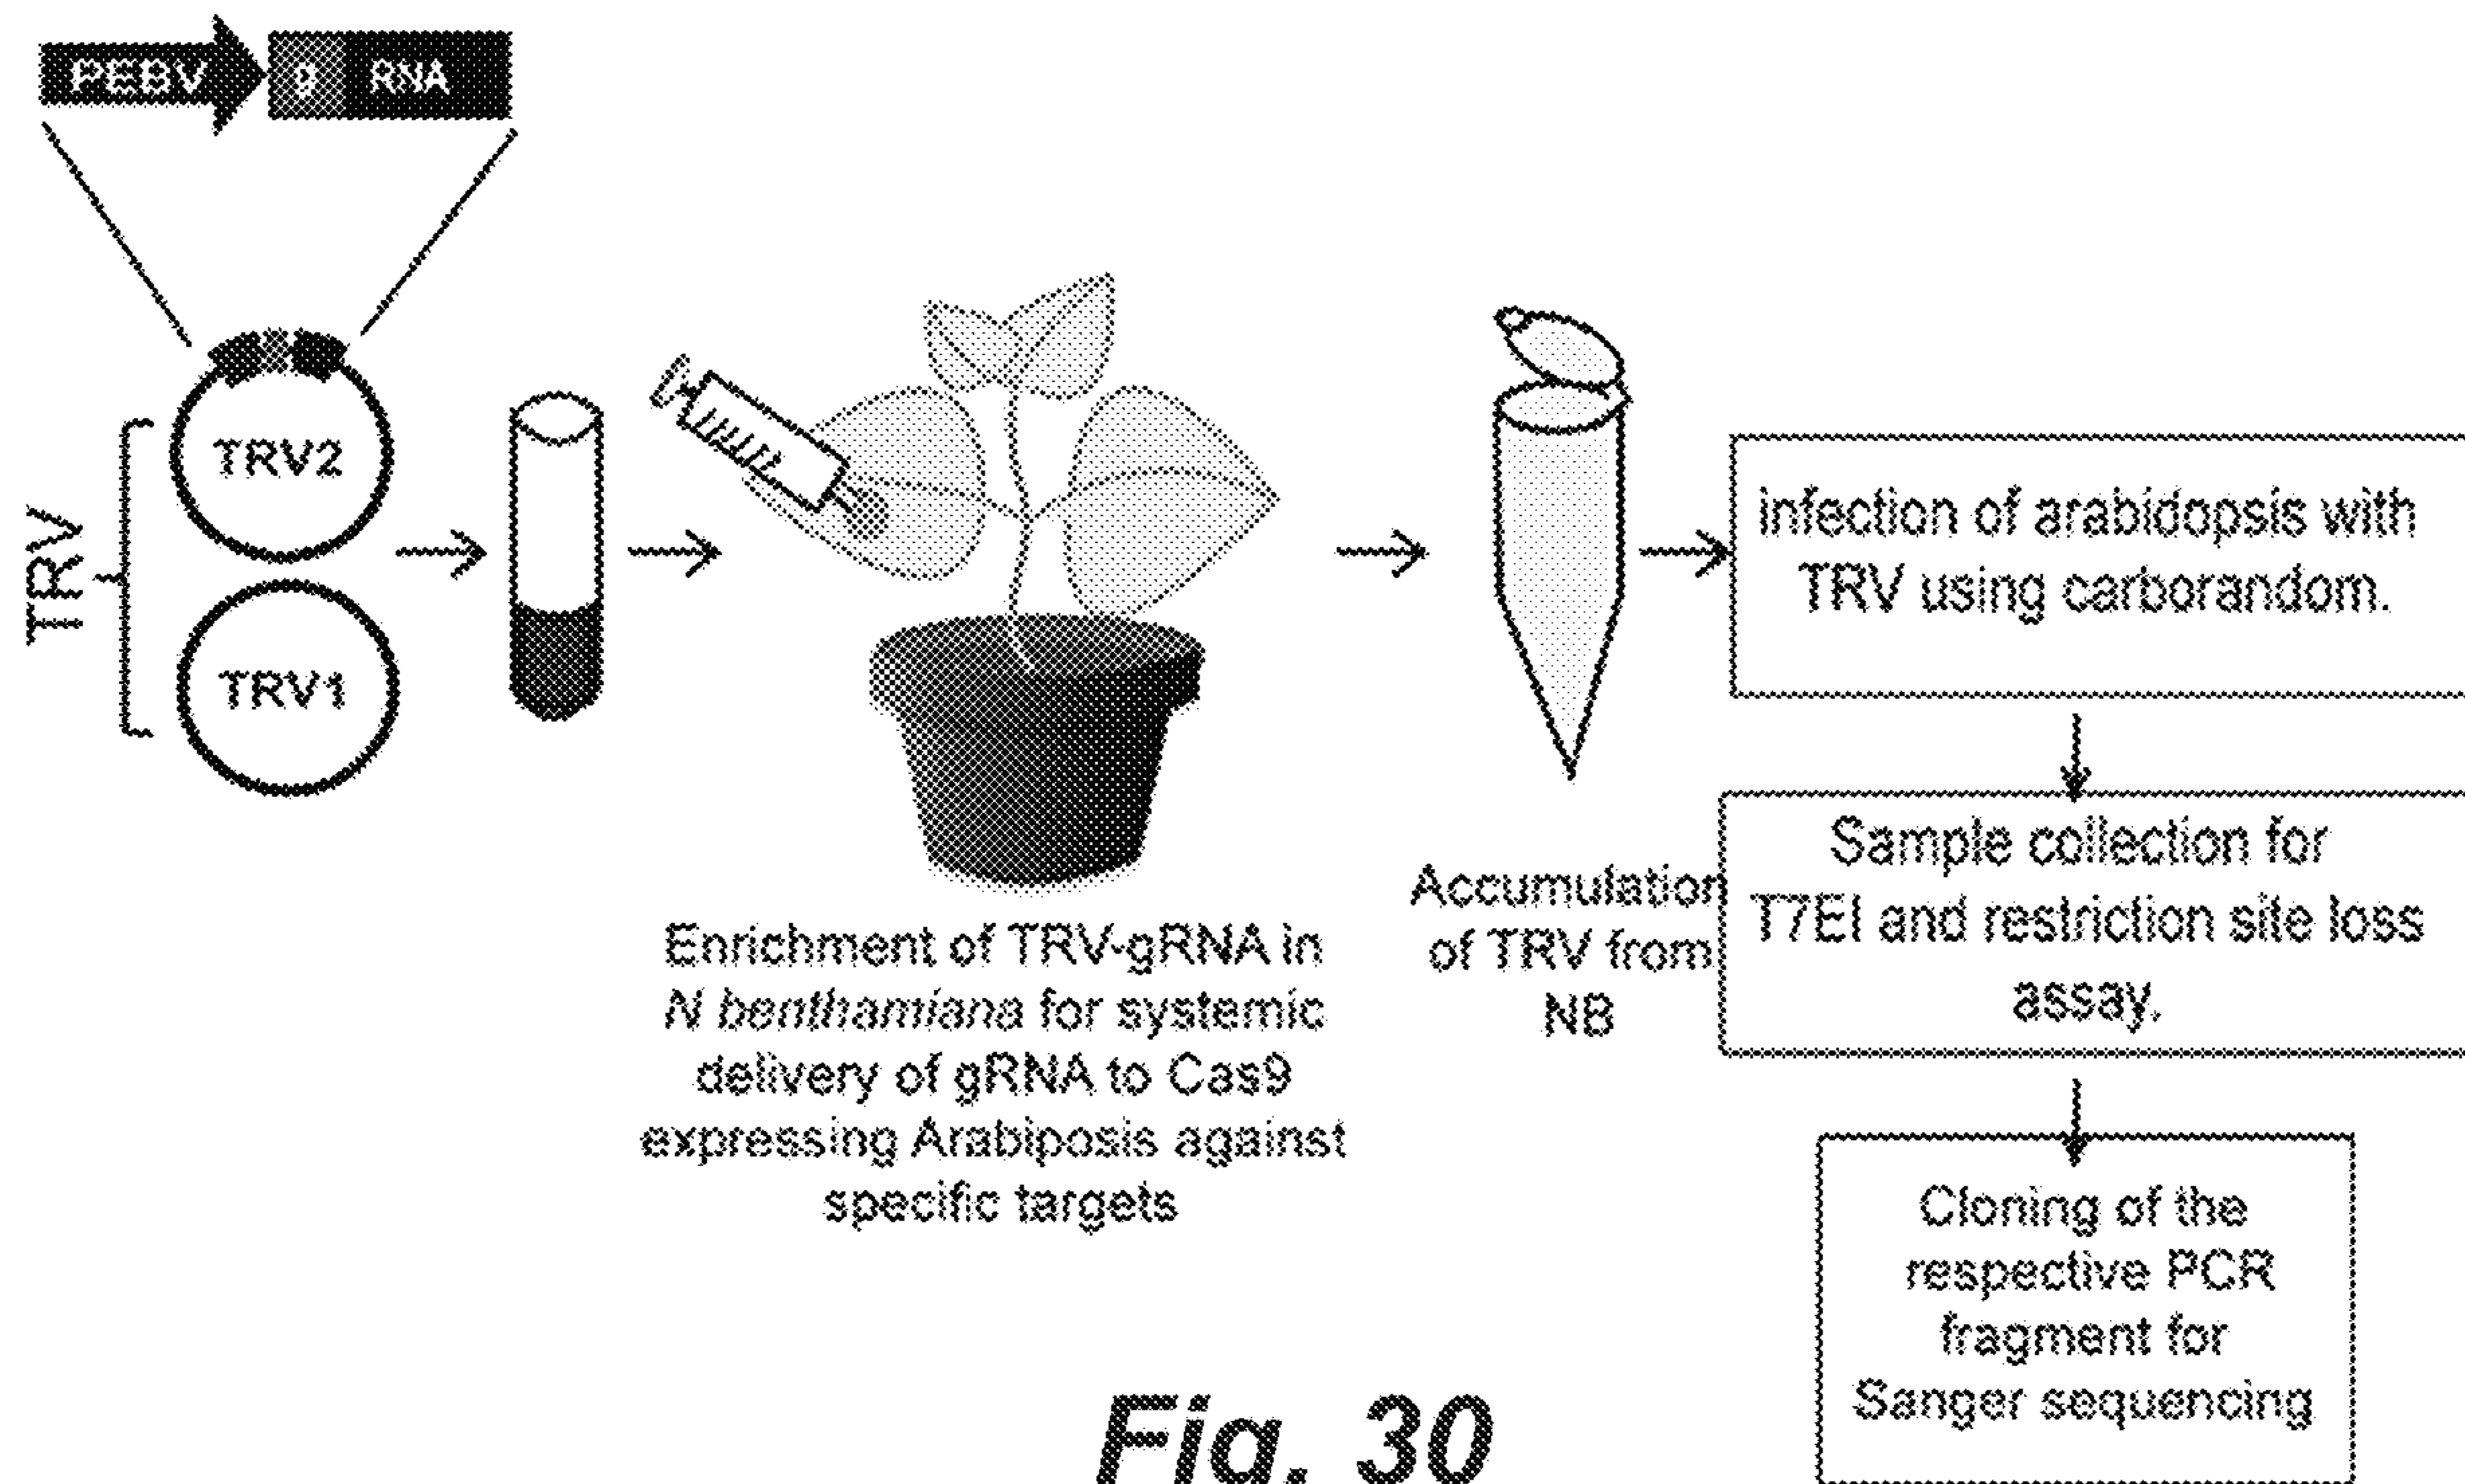 PEBV
g RNA
TRV2
TRV
TRV1
infection of arabidopsis with
TRV using carborandom.
Sample collection for
T7EI and restriction site loss
assay.
Accumulation
of TRV from
NB
Enrichment of TRV-gRNA in
N benthamiana for systemic
delivery of gRNA to Cas9
expressing Arabiposis against
specific targets
Cloning of the
respective PCR
fragment for
Sanger sequencing
Fig. 30